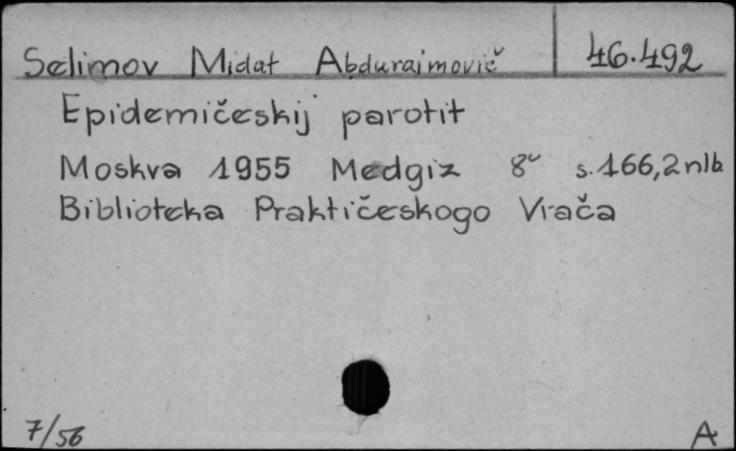 Selimov Midat Abduraimovič 46.492
Epidemičeskij parotit
Moskva 1955 Medgiz 8° s.166,2nlb
Biblioteka Praktičeskogo Vrača
7/56 A